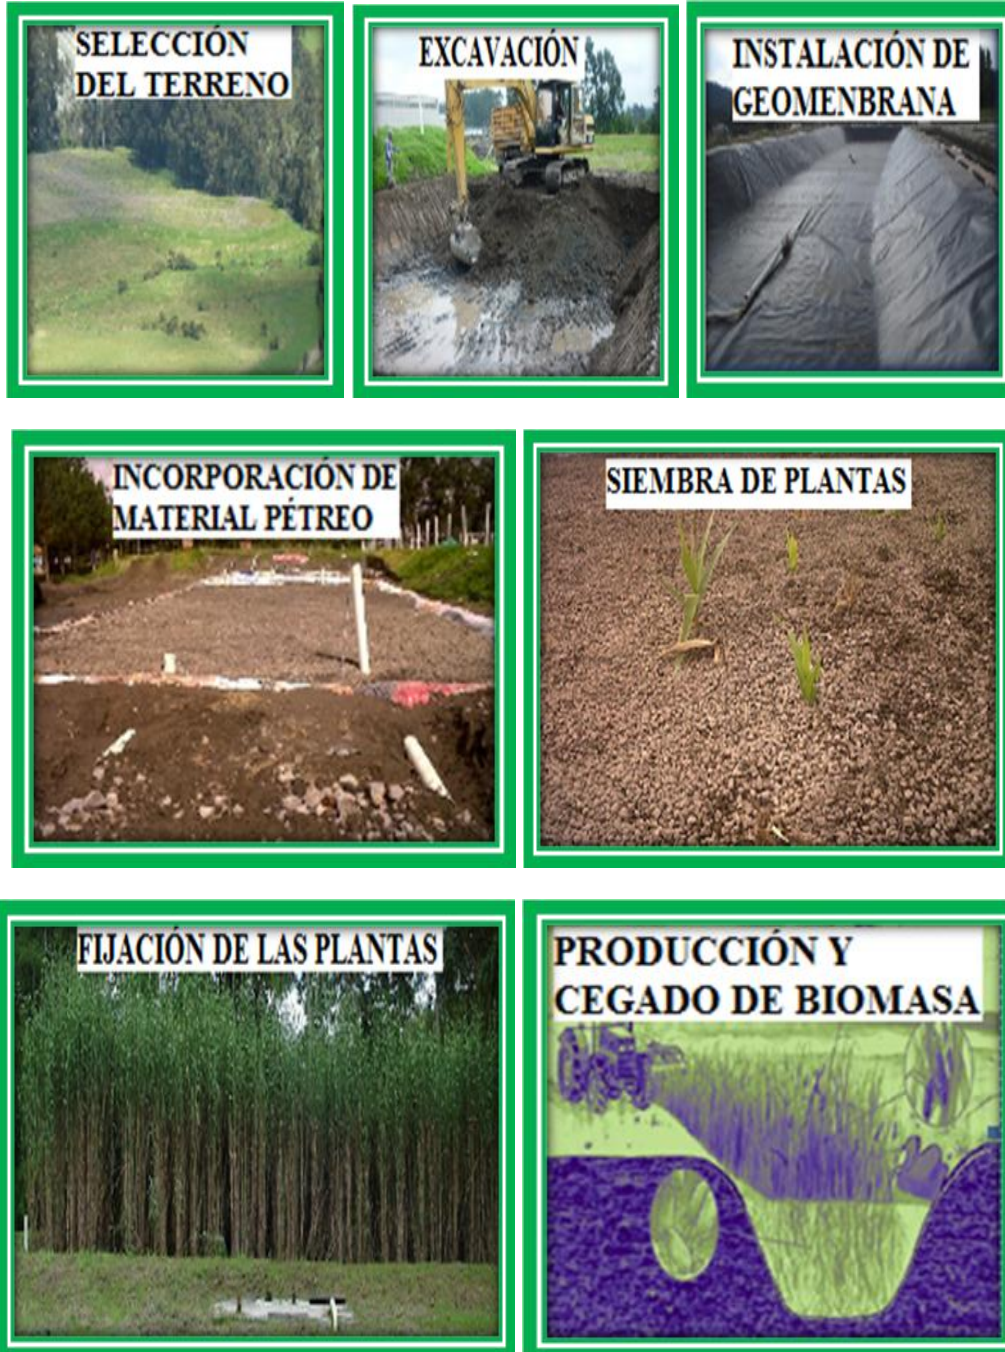 SELECCIÓN
DEL TERRENO
EXCAVACIÓN
INSTALACIÓN DE
GEOMENBRANA
INCORPORACIÓN DE
MATERIAL PÉTREO
SIEMBRA DE PLANTAS
FIJACIÓN DE LAS PLANTAS
PRODUCCIÓN Y
CEGADO DE BIOMASA